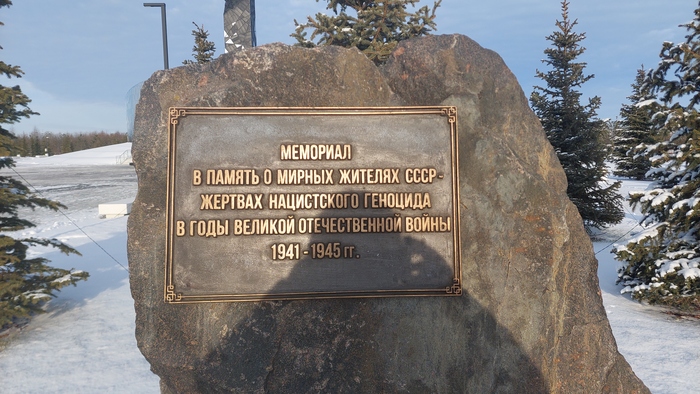 МЕМОРИАЛ
В ПАМЯТЬ О МИРНЫХ ЖИТЕЛЯХ СССР-
ЖЕРТВАХ НАЦИСТСКОГО ГЕНОЦИДА
В ГОДЫ ВЕЛИКОЙ ОТЕЧЕСТВЕННОЙ ВОЙНЫ
1941 - 1945 гг.